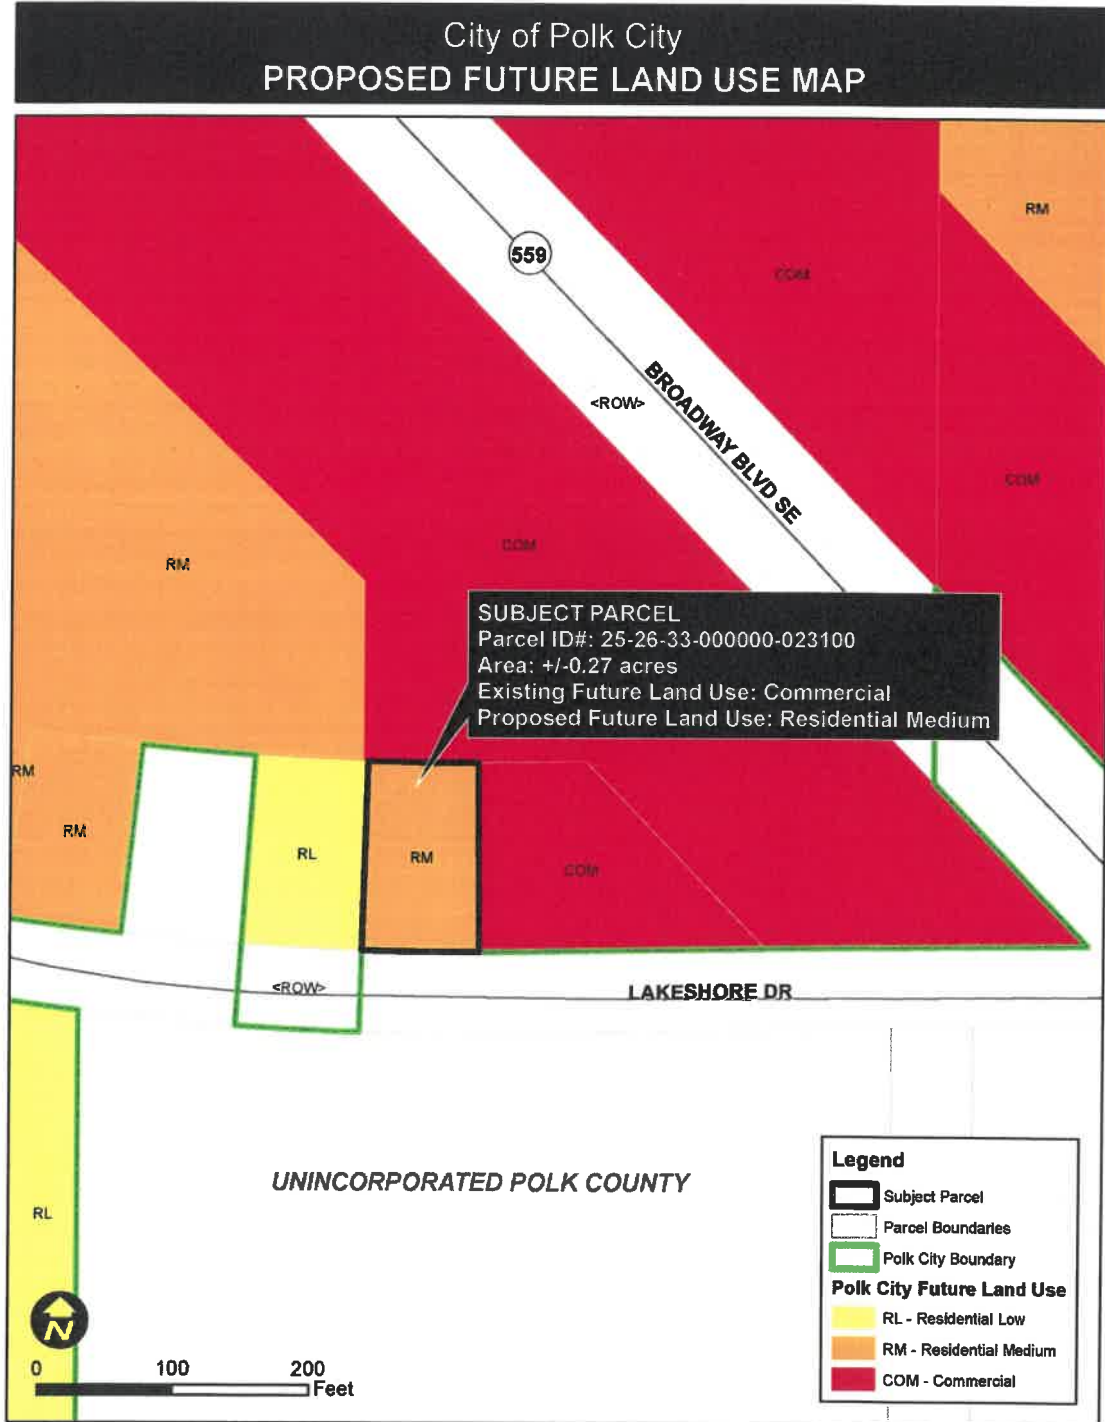 City of Polk City
PROPOSED FUTURE LAND USE MAP
RM
559
COM
<ROW>
BROADWAY BLVD SE
COM
COM
RM
SUBJECT PARCEL
Parcel ID#: 25-26-33-000000-023100
Area: +/-0.27 acres
Existing Future Land Use: Commercial
Proposed Future Land Use: Residential Medium
RM
RM
RL
RM
COM
<ROW>
LAKESHORE DR
UNINCORPORATED POLK COUNTY
RL
N
0 100 200
Feet
Legend
Subject Parcel
Parcel Boundaries
Polk City Boundary
Polk City Future Land Use
RL - Residential Low
RM - Residential Medium
COM - Commercial